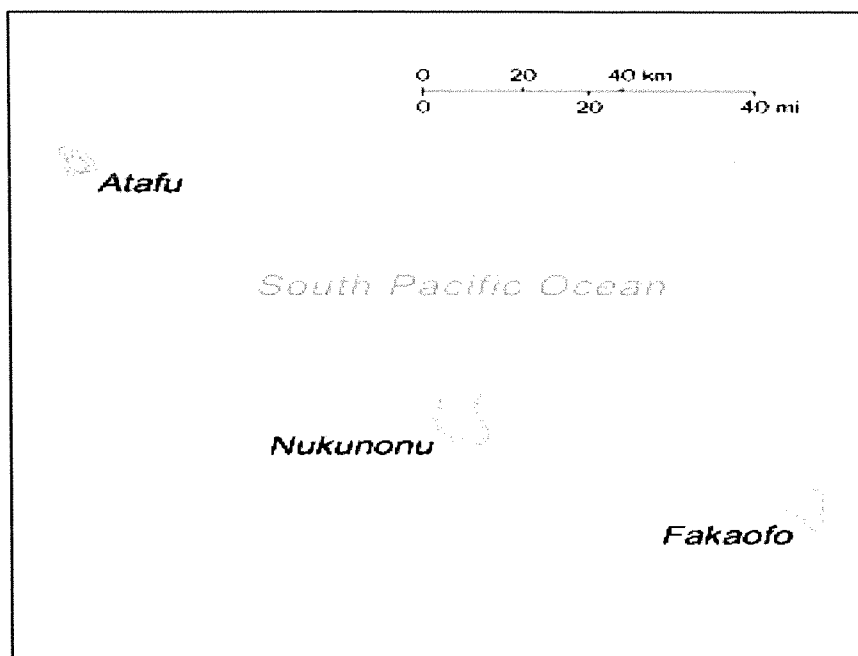 0 20 40 km
0 20 40 mi
Atafu
South Pacific Ocean
Nukunonu
Fakaofo